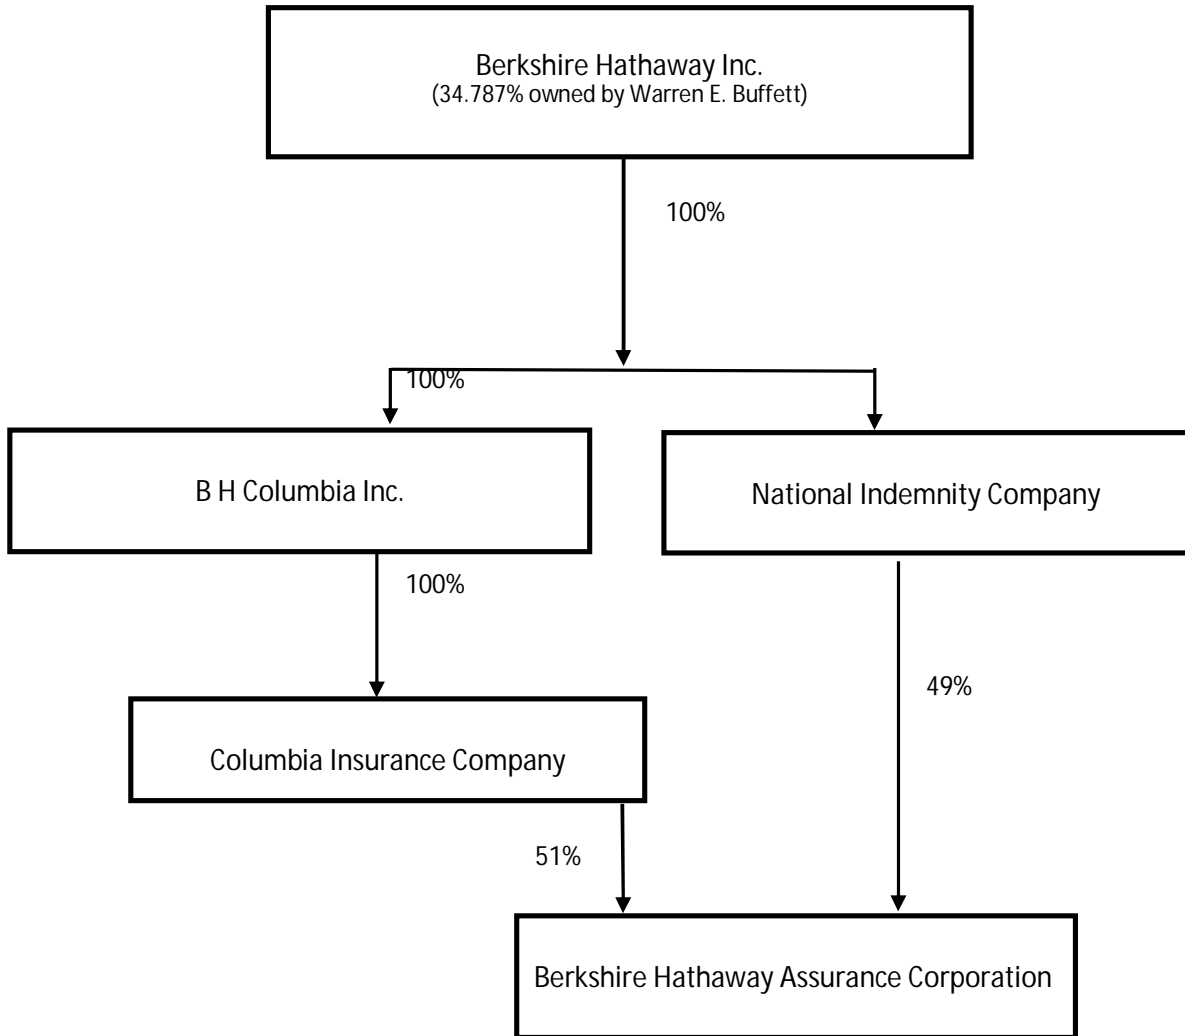 Berkshire Hathaway Inc.
(34.787% owned by Warren E. Buffett)
100%
100%
B H Columbia Inc.
National Indemnity Company
100%
49%
Columbia Insurance Company
51%
Berkshire Hathaway Assurance Corporation